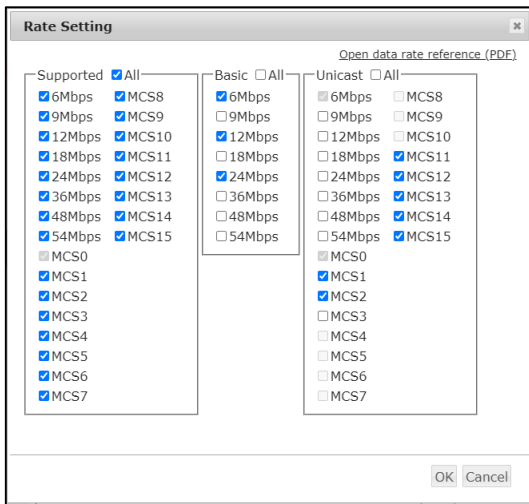 Rate Setting
Open data rate reference (PDF)
Supported All Basic All Unicast All
6Mbps MCS8 6Mbps 6Mbps MCS8
9Mbps MCS9 9Mbps 9Mbps MCS9
12Mbps MCS10 12Mbps 12Mbps MCS10
18Mbps MCS11 18Mbps 18Mbps MCS11
24Mbps MCS12 24Mbps 24Mbps MCS12
36Mbps MCS13 36Mbps 36Mbps MCS13
48Mbps MCS14 48Mbps 48Mbps MCS14
54Mbps MCS15 54Mbps 54Mbps MCS15
MCS0 MCS0
MCS1 MCS1
MCS2 MCS2
MCS3 MCS3
MCS4 MCS4
MCS5 MCS5
MCS6 MCS6
MCS7 MCS7
OK Cancel